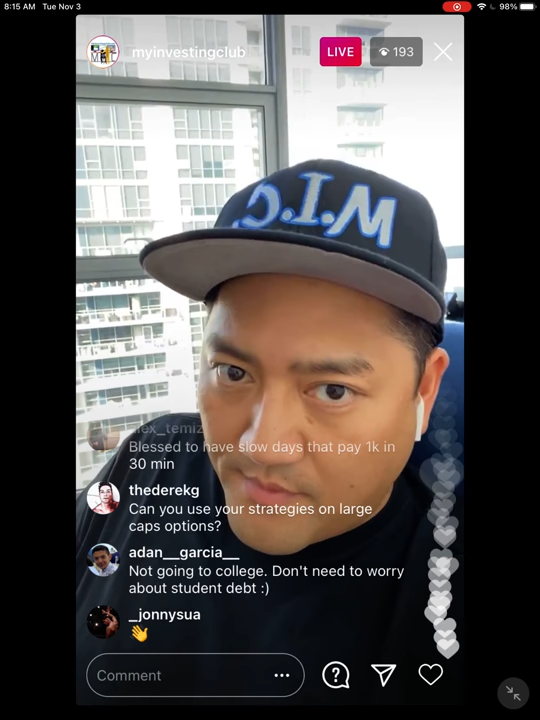 8:15 AM Tue Nov 3
98%
myinvestingclub
LIVE
193
M.I.C.
alex_temiz
Blessed to have slow days that pay 1k in
30 min
thederekg
Can you use your strategies on large
caps options?
adan__garcia__
Not going to college. Don't need to worry
about student debt :)
_jonnysua
👋
Comment